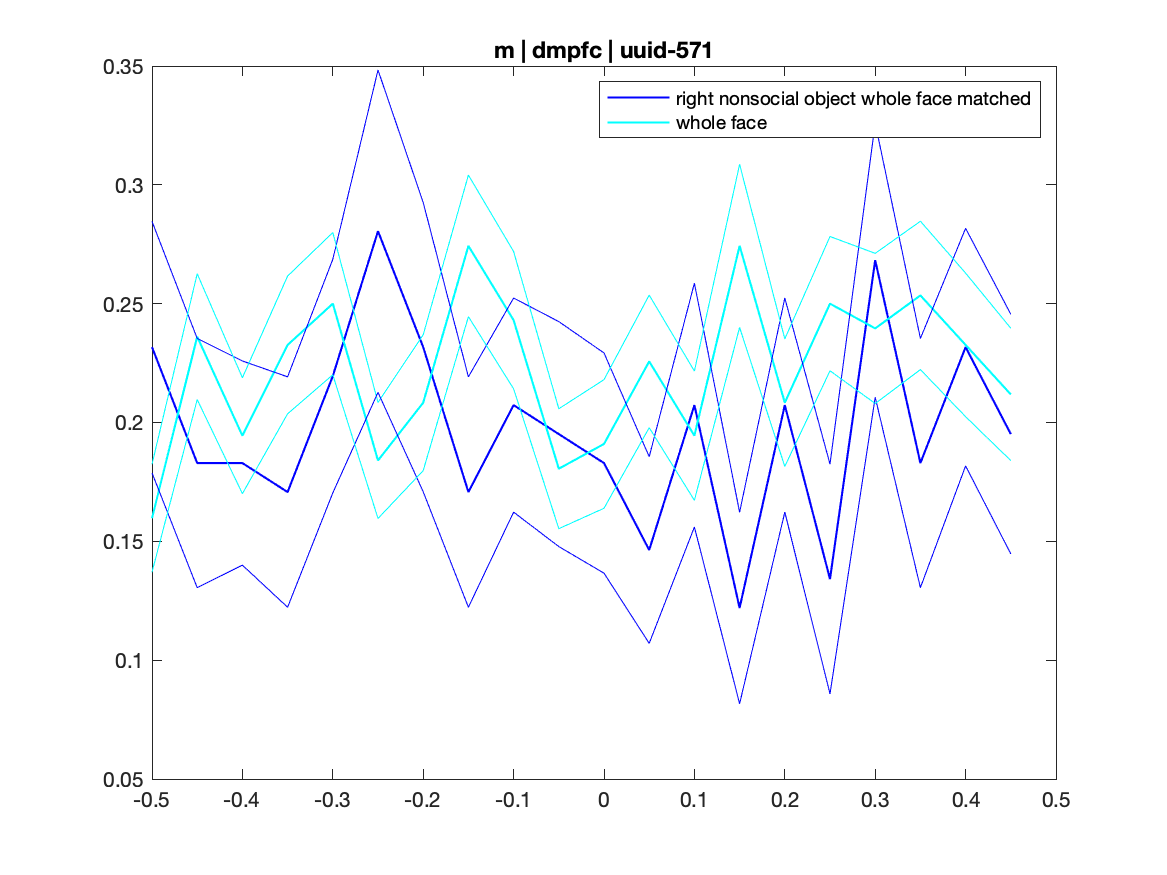 m | dmpfc | uuid-571
right nonsocial object whole face matched
whole face
0.35
0.3
0.25
0.2
0.15
0.1
0.05
-0.5 -0.4 -0.3 -0.2 -0.1 0 0.1 0.2 0.3 0.4 0.5